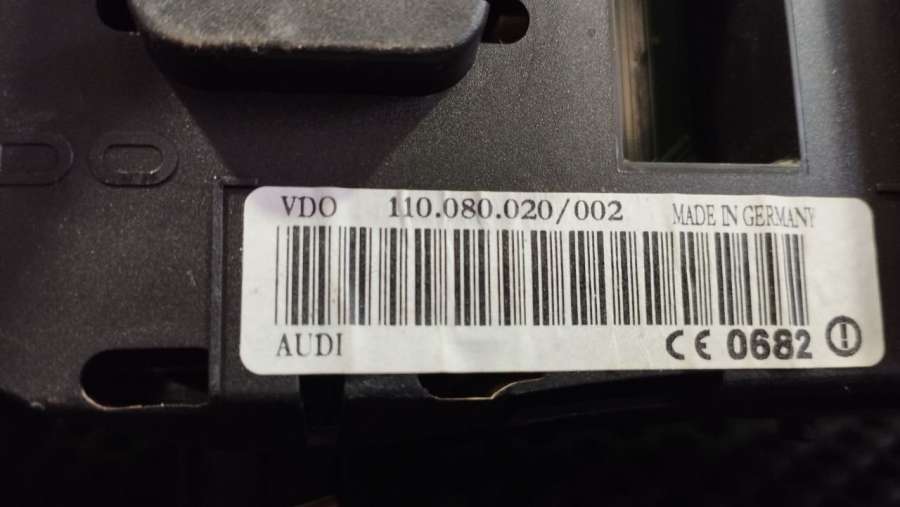 VDO 110.080.020/002 MADE IN GERMANY
AUDI CE 0682